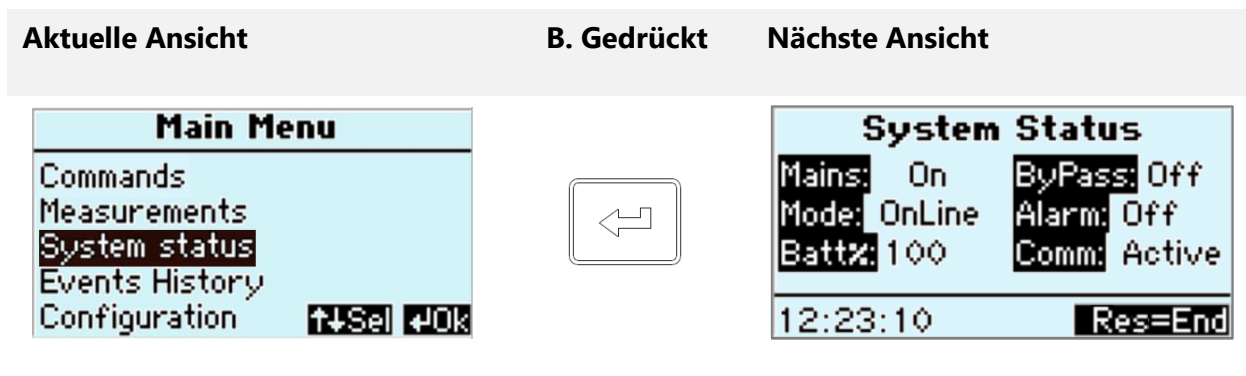 Aktuelle Ansicht B. Gedrückt Nächste Ansicht
Main Menu
Commands
Measurements
System status
Events History
Configuration ↑↓Sel ↵Ok
System Status
Mains: On ByPass: Off
Mode: OnLine Alarm: Off
Batt%: 100 Comm: Active
12:23:10 Res=End